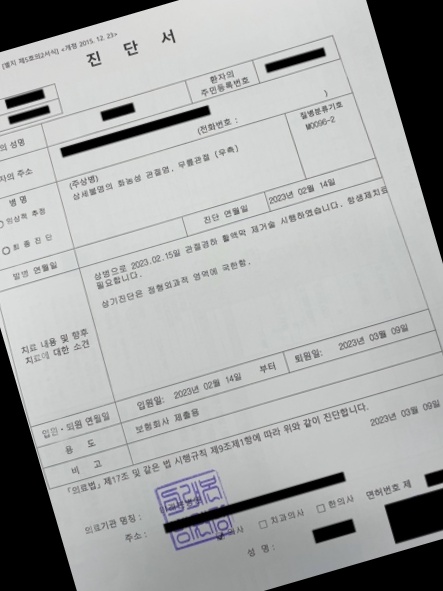 [별지 제5호의2서식] <개정 2015. 12. 23>
진 단 서
환자의
주민등록번호
의 성명
자의 주소
(전화번호 : )
병 명
임상적 추정
최 종 진 단
(주상병)
상세불명의 화농성 관절염, 무릎관절 (우측)
질병분류기호
M0096-2
발병 연월일
진단 연월일
2023년 02월 14일
치료 내용 및 향후
치료에 대한 소견
상병으로 2023.02.15일 관절경하 활액막 제거술 시행하였습니다. 항생제치료
필요합니다.
상기진단은 정형외과적 영역에 국한함.
입원·퇴원 연월일
입원일: 2023년 02월 14일 부터
퇴원일: 2023년 03월 09일
용 도
보험회사 제출용
비 고
「의료법」 제17조 및 같은 법 시행규칙 제9조제1항에 따라 위와 같이 진단합니다.
2023년 03월 09일
의료기관 명칭 :
주소 :
의사 □ 치과의사 □ 한의사 면허번호 제
성 명 :